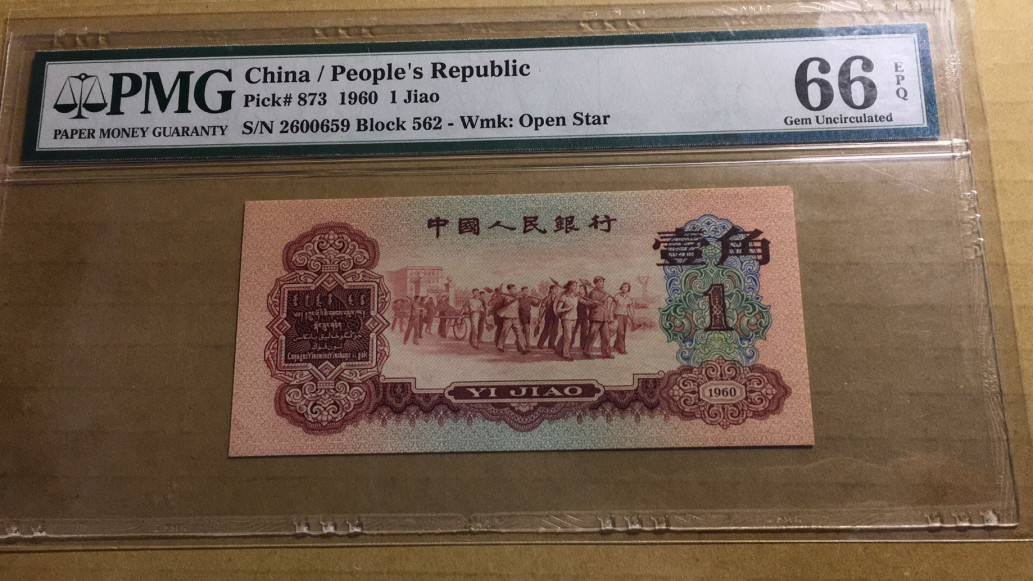 PMG
PAPER MONEY GUARANTY
China / People's Republic
Pick# 873 1960 1 Jiao
S/N 2600659 Block 562 - Wmk: Open Star
66
EPQ
Gem Uncirculated
中國人民銀行
壹角
1
YI JIAO
1960